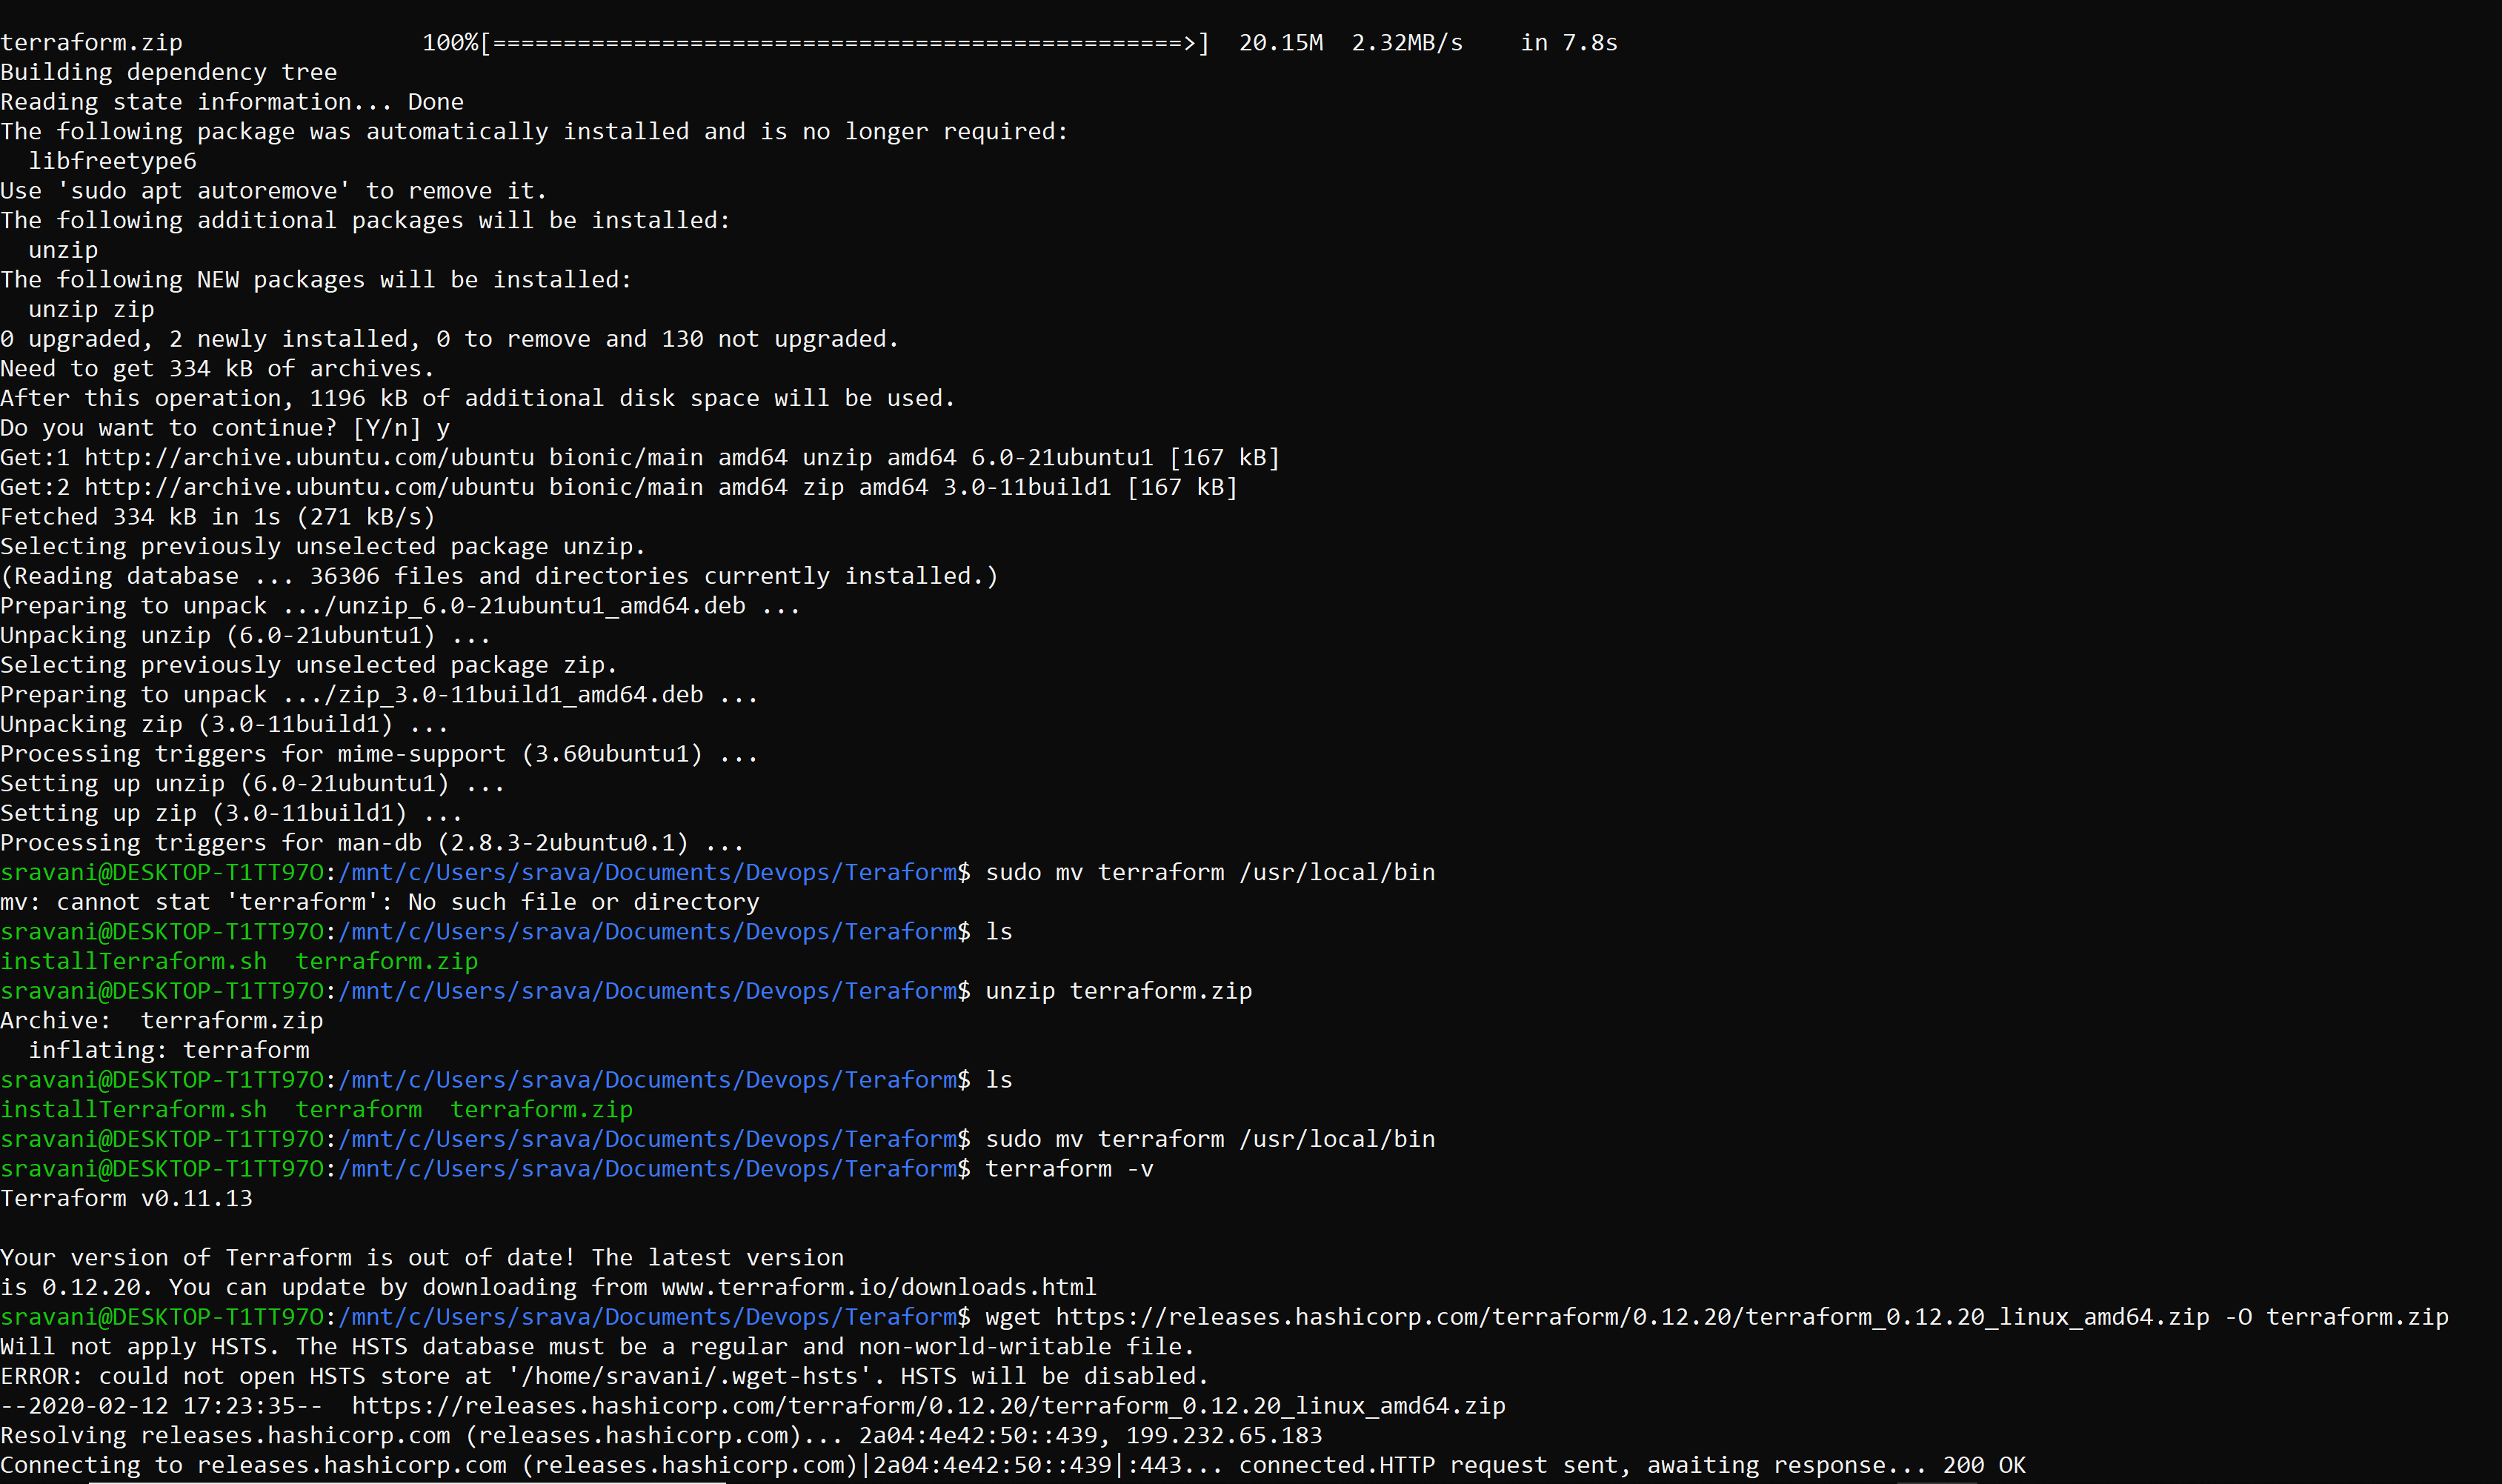 terraform.zip                 100%[=================================================>]  20.15M  2.32MB/s    in 7.8s
Building dependency tree
Reading state information... Done
The following package was automatically installed and is no longer required:
  libfreetype6
Use 'sudo apt autoremove' to remove it.
The following additional packages will be installed:
  unzip
The following NEW packages will be installed:
  unzip zip
0 upgraded, 2 newly installed, 0 to remove and 130 not upgraded.
Need to get 334 kB of archives.
After this operation, 1196 kB of additional disk space will be used.
Do you want to continue? [Y/n] y
Get:1 http://archive.ubuntu.com/ubuntu bionic/main amd64 unzip amd64 6.0-21ubuntu1 [167 kB]
Get:2 http://archive.ubuntu.com/ubuntu bionic/main amd64 zip amd64 3.0-11build1 [167 kB]
Fetched 334 kB in 1s (271 kB/s)
Selecting previously unselected package unzip.
(Reading database ... 36306 files and directories currently installed.)
Preparing to unpack .../unzip_6.0-21ubuntu1_amd64.deb ...
Unpacking unzip (6.0-21ubuntu1) ...
Selecting previously unselected package zip.
Preparing to unpack .../zip_3.0-11build1_amd64.deb ...
Unpacking zip (3.0-11build1) ...
Processing triggers for mime-support (3.60ubuntu1) ...
Setting up unzip (6.0-21ubuntu1) ...
Setting up zip (3.0-11build1) ...
Processing triggers for man-db (2.8.3-2ubuntu0.1) ...
sravani@DESKTOP-T1TT97O:/mnt/c/Users/srava/Documents/Devops/Teraform$ sudo mv terraform /usr/local/bin
mv: cannot stat 'terraform': No such file or directory
sravani@DESKTOP-T1TT97O:/mnt/c/Users/srava/Documents/Devops/Teraform$ ls
installTerraform.sh  terraform.zip
sravani@DESKTOP-T1TT97O:/mnt/c/Users/srava/Documents/Devops/Teraform$ unzip terraform.zip
Archive:  terraform.zip
  inflating: terraform
sravani@DESKTOP-T1TT97O:/mnt/c/Users/srava/Documents/Devops/Teraform$ ls
installTerraform.sh  terraform  terraform.zip
sravani@DESKTOP-T1TT97O:/mnt/c/Users/srava/Documents/Devops/Teraform$ sudo mv terraform /usr/local/bin
sravani@DESKTOP-T1TT97O:/mnt/c/Users/srava/Documents/Devops/Teraform$ terraform -v
Terraform v0.11.13

Your version of Terraform is out of date! The latest version
is 0.12.20. You can update by downloading from www.terraform.io/downloads.html
sravani@DESKTOP-T1TT97O:/mnt/c/Users/srava/Documents/Devops/Teraform$ wget https://releases.hashicorp.com/terraform/0.12.20/terraform_0.12.20_linux_amd64.zip -O terraform.zip
Will not apply HSTS. The HSTS database must be a regular and non-world-writable file.
ERROR: could not open HSTS store at '/home/sravani/.wget-hsts'. HSTS will be disabled.
--2020-02-12 17:23:35--  https://releases.hashicorp.com/terraform/0.12.20/terraform_0.12.20_linux_amd64.zip
Resolving releases.hashicorp.com (releases.hashicorp.com)... 2a04:4e42:50::439, 199.232.65.183
Connecting to releases.hashicorp.com (releases.hashicorp.com)|2a04:4e42:50::439|:443... connected.HTTP request sent, awaiting response... 200 OK